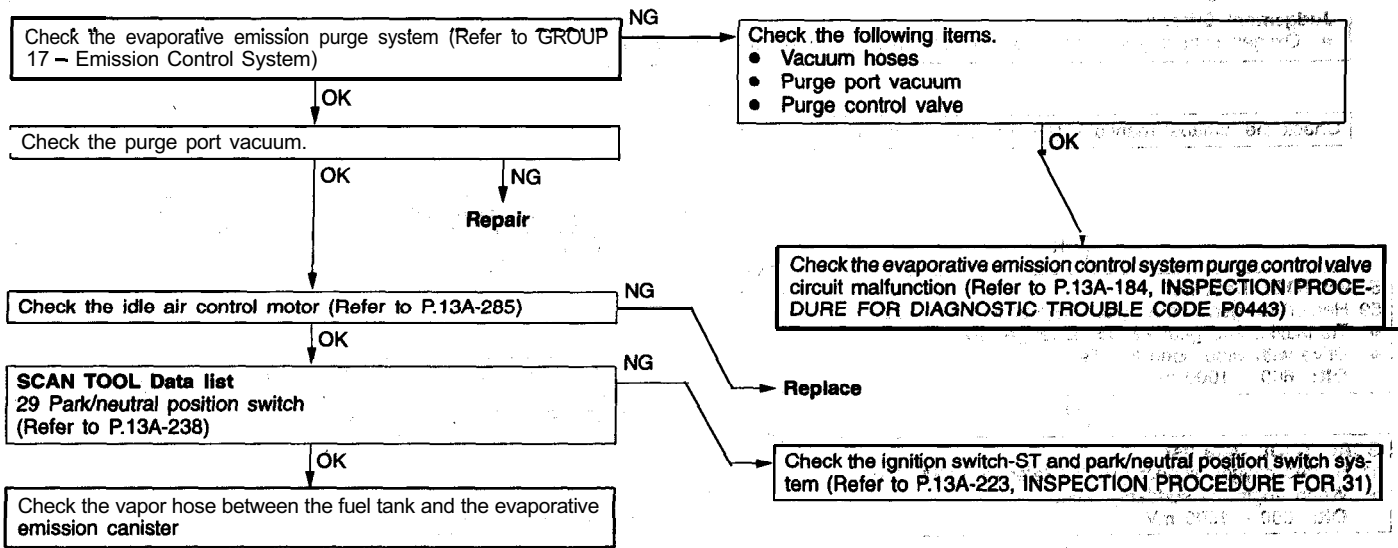 Check the evaporative emission purge system (Refer to GROUP
17 – Emission Control System)
NG
Check the following items.
● Vacuum hoses
● Purge port vacuum
● Purge control valve
OK
OK
Check the purge port vacuum.
OK
NG
Repair
Check the evaporative emission control system purge control valve
circuit malfunction (Refer to P.13A-184, INSPECTION PROCE-
DURE FOR DIAGNOSTIC TROUBLE CODE P0443)
Check the idle air control motor (Refer to P.13A-285)
NG
OK
Replace
SCAN TOOL Data list
29 Park/neutral position switch
(Refer to P.13A-238)
NG
Check the ignition switch-ST and park/neutral position switch sys-
tem (Refer to P.13A-223, INSPECTION PROCEDURE FOR 31)
OK
Check the vapor hose between the fuel tank and the evaporative
emission canister